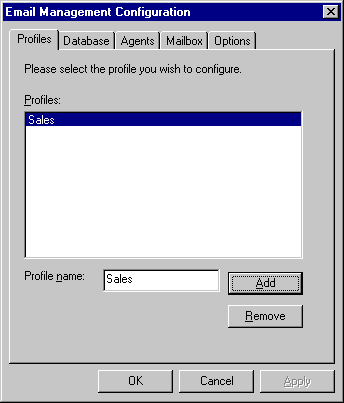 Email Management Configuration
Profiles Database Agents Mailbox Options
Please select the profile you wish to configure.
Profiles:
Sales
Profile name: Sales Add
Remove
OK Cancel Apply